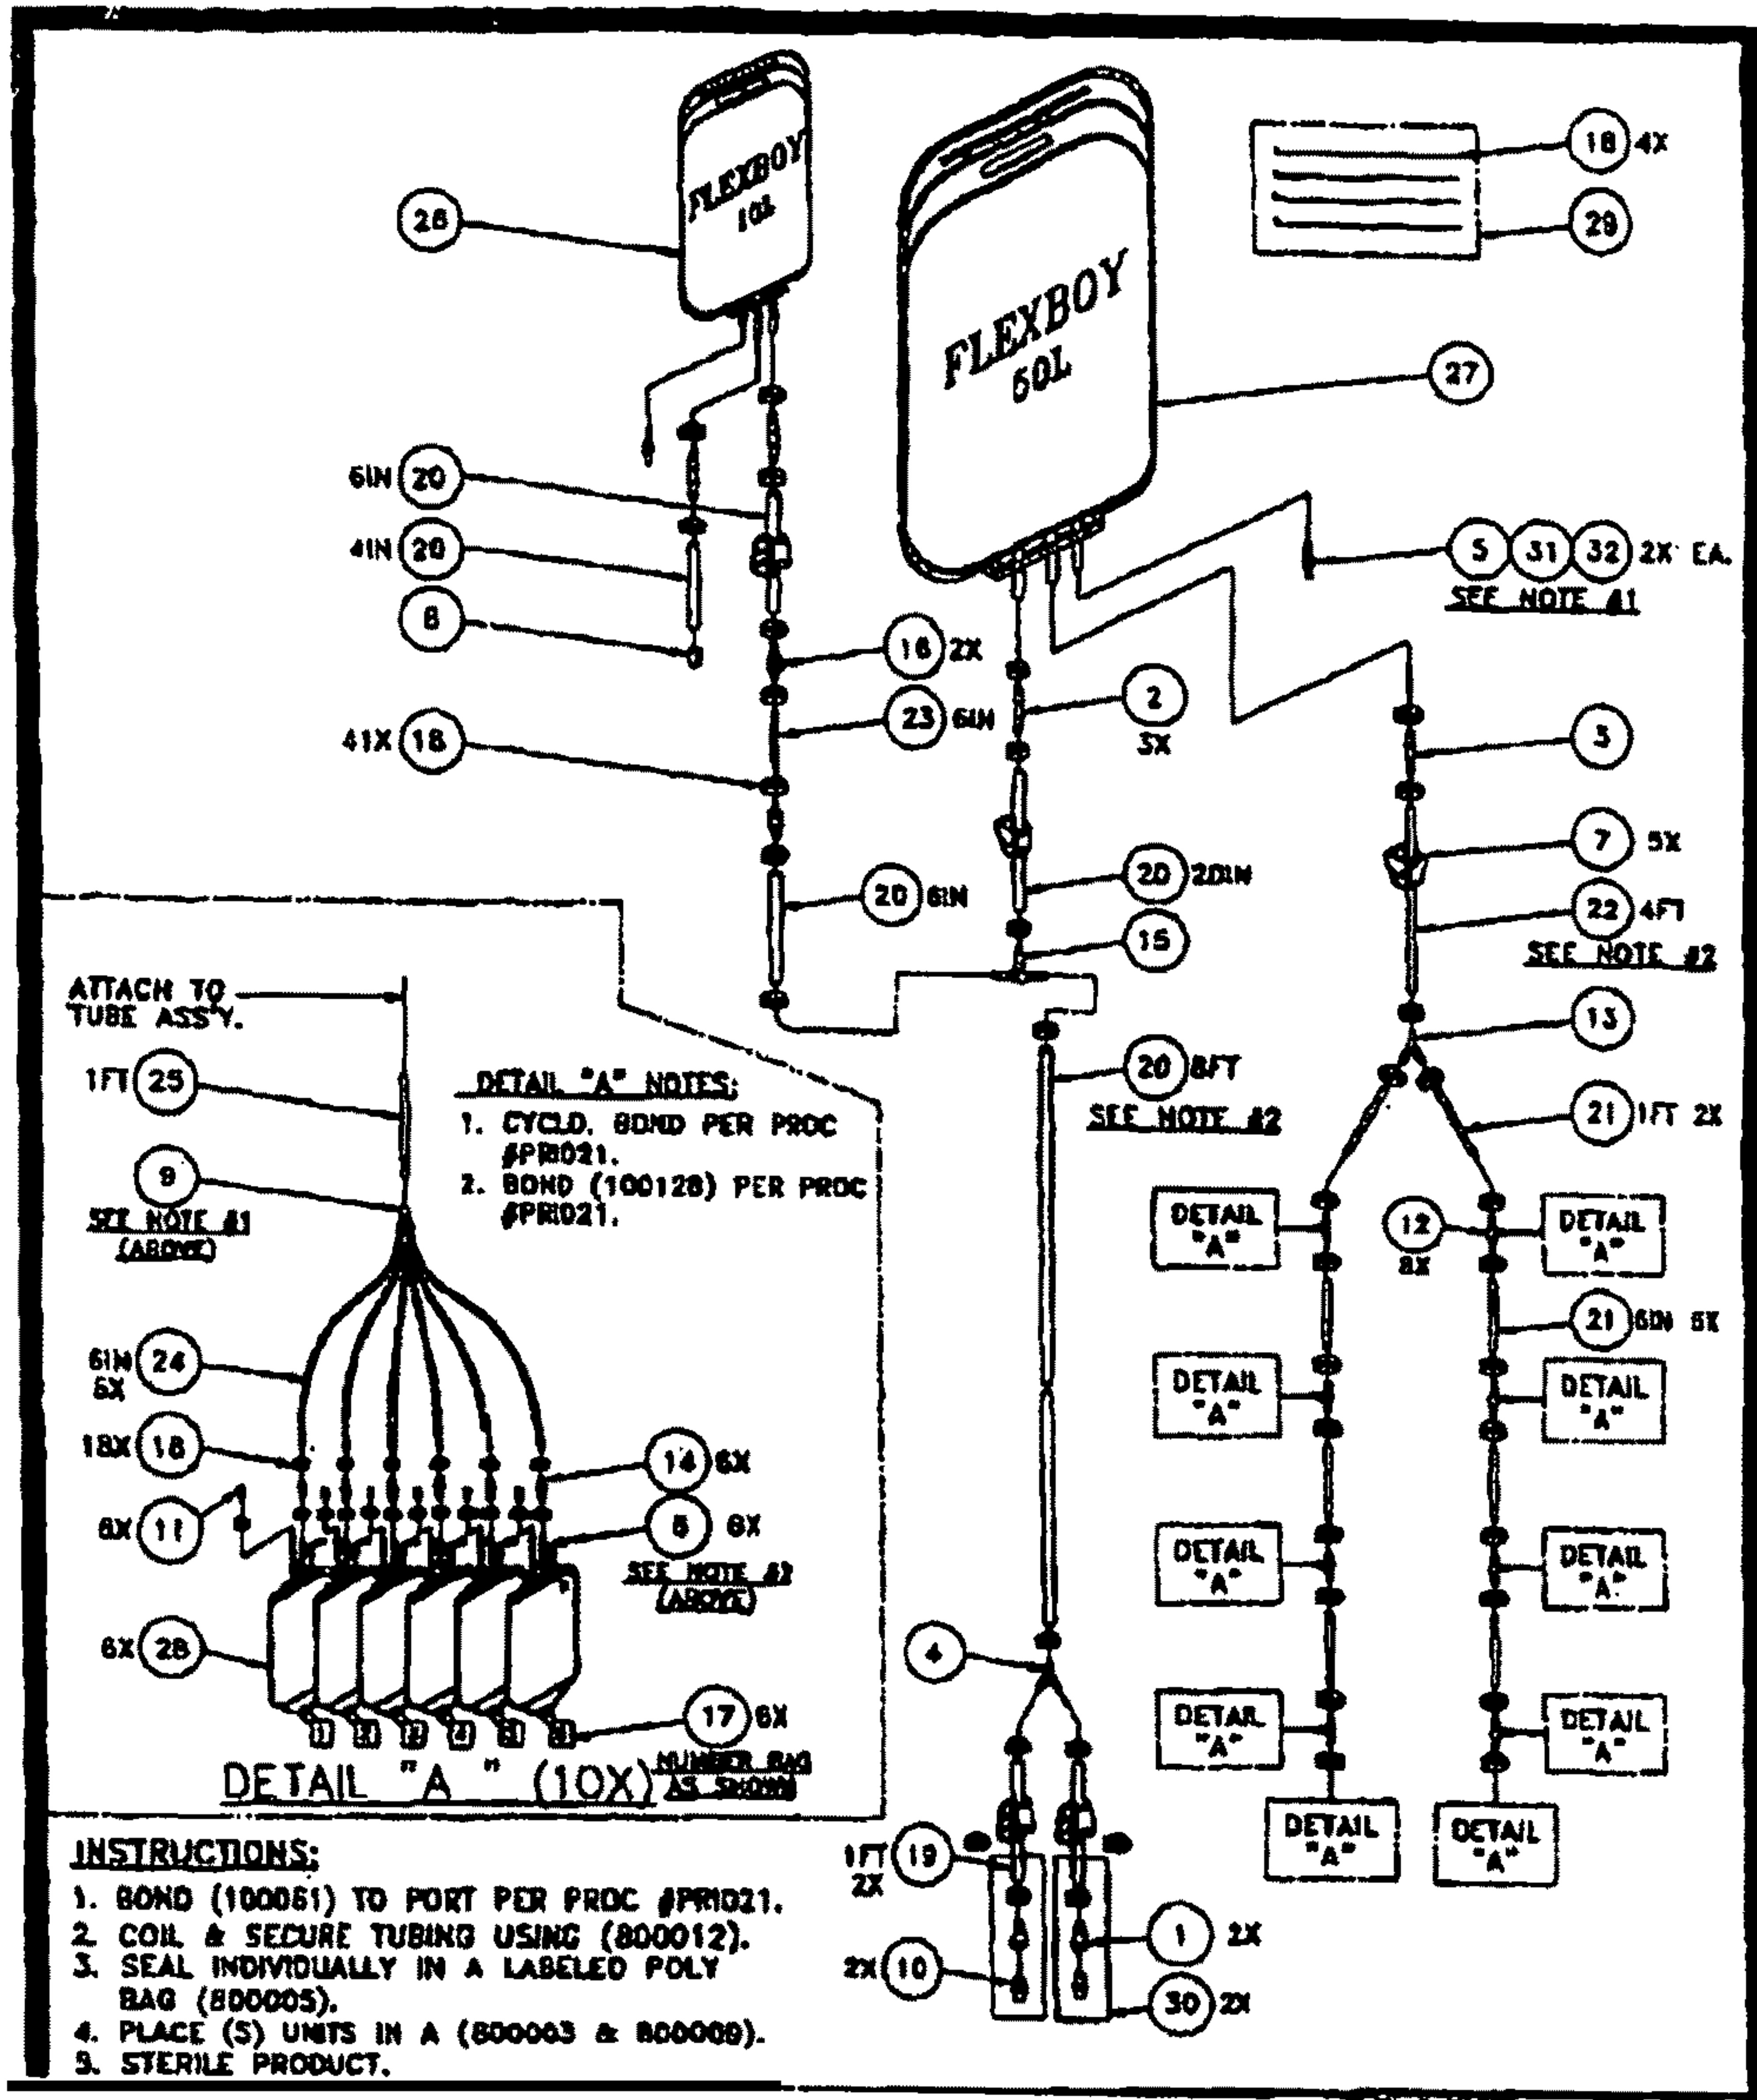 FLEXBOY
10L
FLEXBOY
50L
18 4X
29
26
27
6IN 20
4IN 20
8
5 31 32 2X EA.
SEE NOTE #1
16 2X
23 6IN
41X 18
2
3X
3
7 5X
20 6IN
20 20IN
22 4FT
SEE NOTE #2
15
13
ATTACH TO
TUBE ASS'Y.
1FT 25
DETAIL "A" NOTES:
1. CYCLO. BOND PER PROC
#PR1021.
2. BOND (100128) PER PROC
#PR1021.
20 8FT
SEE NOTE #2
21 1FT 2X
9
SEE NOTE #1
(ABOVE)
DETAIL
"A"
12
8X
DETAIL
"A"
21 6IN 6X
6IN 24
6X
DETAIL
"A"
DETAIL
"A"
18X 18
14 6X
6X 11
6X
SEE NOTE #2
(ABOVE)
DETAIL
"A"
DETAIL
"A"
6X 28
4
17 6X
NUMBER BAG
AS SHOWN
1 2 3 4 5 6
DETAIL "A" (10X)
DETAIL
"A"
DETAIL
"A"
DETAIL
"A"
DETAIL
"A"
1FT 19
2X
1 2X
2X 10
30 2X
INSTRUCTIONS:
1. BOND (100061) TO PORT PER PROC #PR1021.
2. COIL & SECURE TUBING USING (800012).
3. SEAL INDIVIDUALLY IN A LABELED POLY
BAG (800005).
4. PLACE (5) UNITS IN A (800003 & 800009).
5. STERILE PRODUCT.